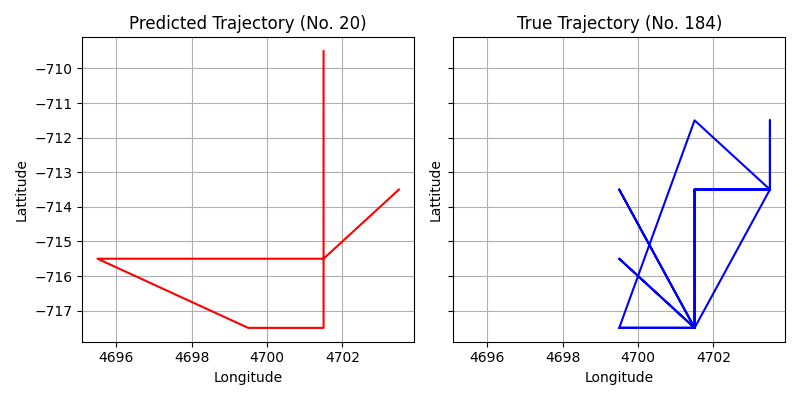 Predicted Trajectory (No. 20)
True Trajectory (No. 184)
Lattitude
−710
−711
−712
−713
−714
−715
−716
−717
4696 4698 4700 4702
Longitude
Lattitude
4696 4698 4700 4702
Longitude